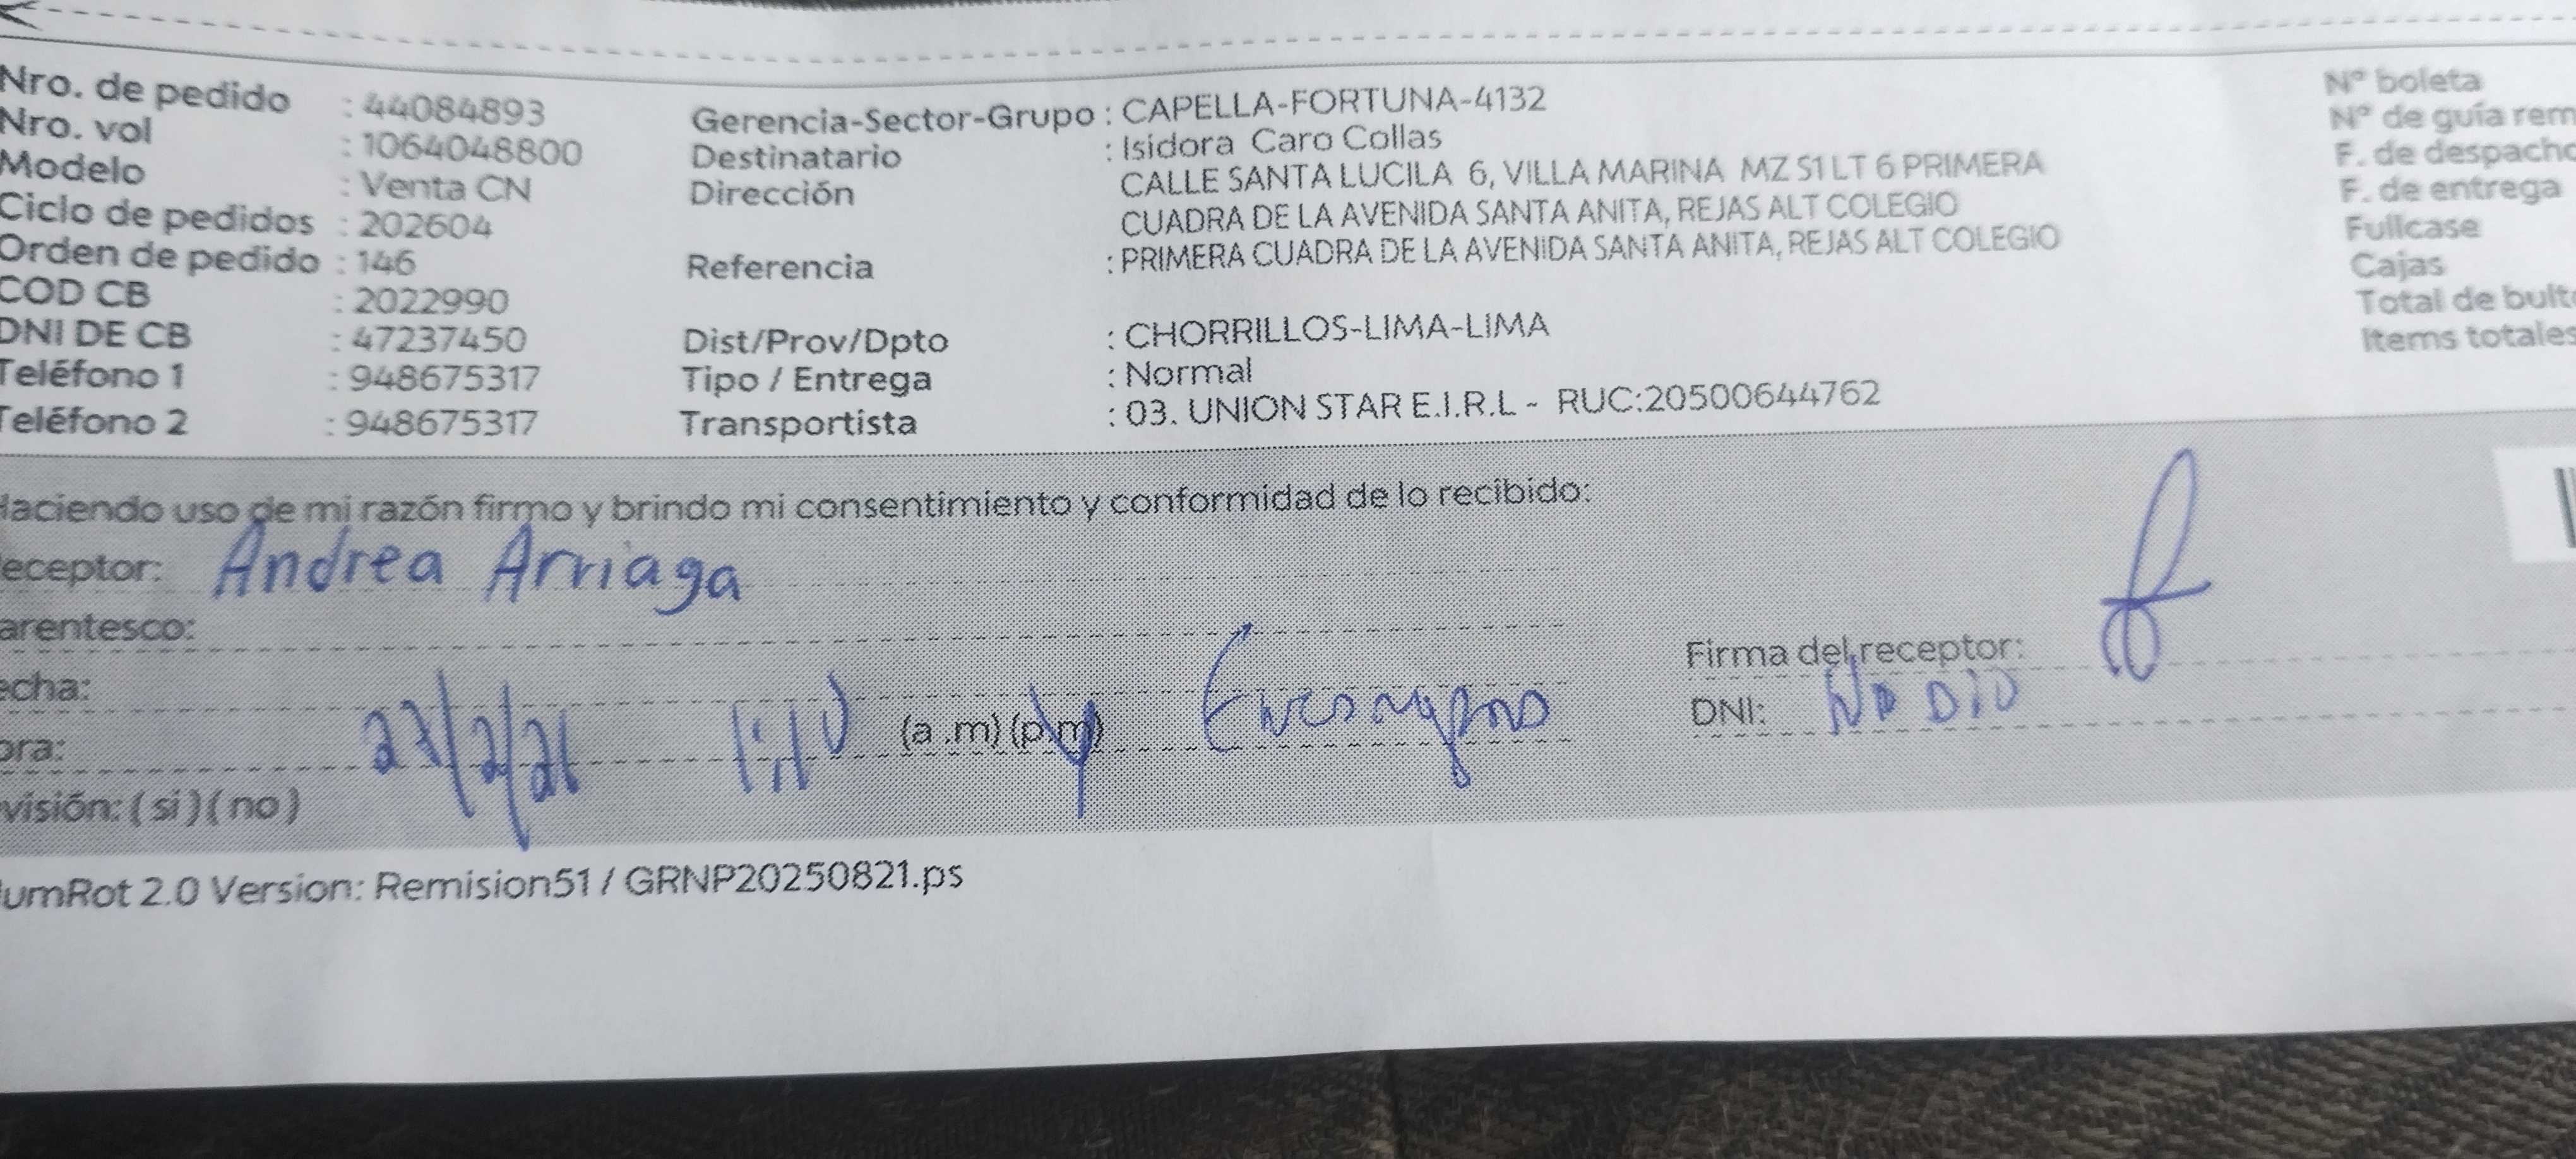 Nro. de pedido : 44084893
Nro. vol : 1064048800
Modelo : Venta CN
Ciclo de pedidos : 202604
Orden de pedido : 146
COD CB : 2022990
DNI DE CB : 47237450
Teléfono 1 : 948675317
Teléfono 2 : 948675317
Gerencia-Sector-Grupo : CAPELLA-FORTUNA-4132
Destinatario : Isidora Caro Collas
Dirección CALLE SANTA LUCILA 6, VILLA MARINA MZ S1 LT 6 PRIMERA
CUADRA DE LA AVENIDA SANTA ANITA, REJAS ALT COLEGIO
Referencia : PRIMERA CUADRA DE LA AVENIDA SANTA ANITA, REJAS ALT COLEGIO
Dist/Prov/Dpto : CHORRILLOS-LIMA-LIMA
Tipo / Entrega : Normal
Transportista : 03. UNION STAR E.I.R.L - RUC:20500644762
N° boleta
N° de guía rem
F. de despacho
F. de entrega
Fullcase
Cajas
Total de bulto
Items totales
Haciendo uso de mi razón firmo y brindo mi consentimiento y conformidad de lo recibido:
eceptor: Andrea Arriaga
arentesco:
echa:
27/2/26
ora: (a .m) (p.m)
visión: ( si ) ( no )
Firma del receptor:
DNI: NO DIO
umRot 2.0 Version: Remision51 / GRNP20250821.ps